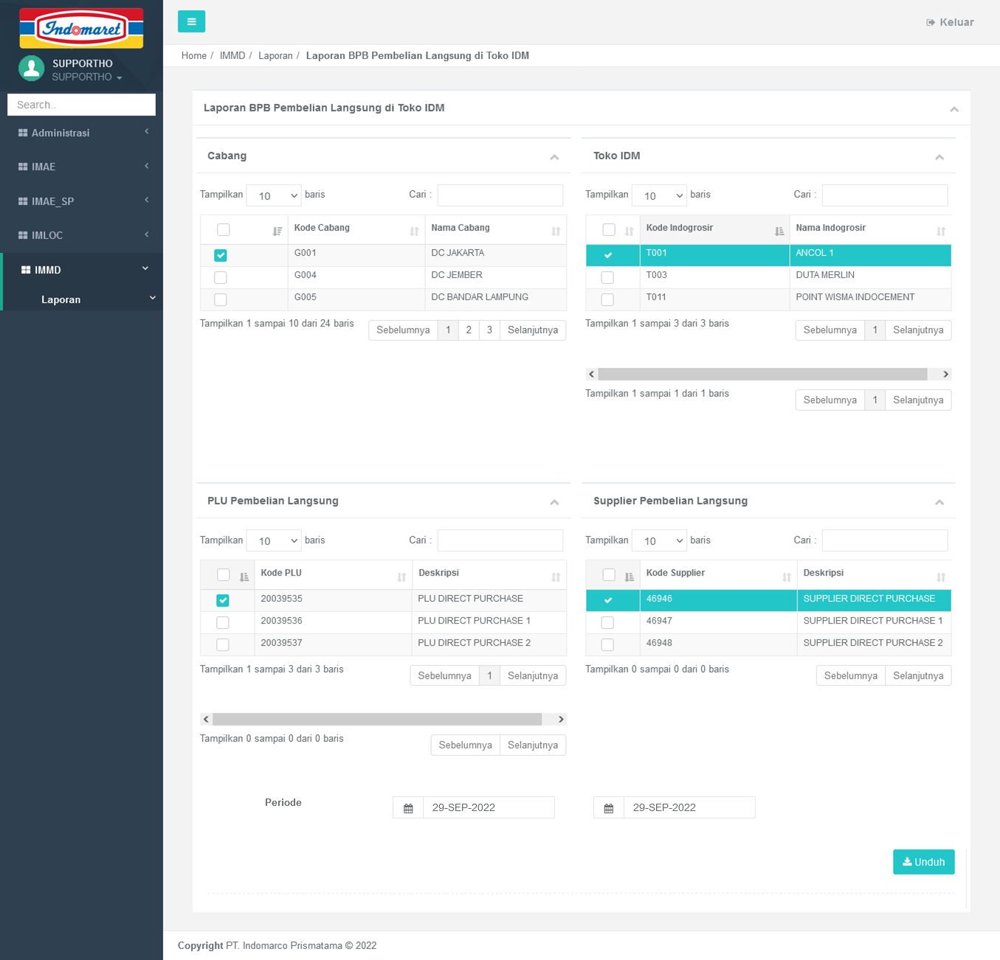 Indomaret
SUPPORTHO
SUPPORTHO
Search..
Administrasi
IMAE
IMAE_SP
IMLOC
IMMD
Laporan
Keluar
Home / IMMD / Laporan / Laporan BPB Pembelian Langsung di Toko IDM
Laporan BPB Pembelian Langsung di Toko IDM
Cabang
Tampilkan 10 baris Cari :
Kode Cabang Nama Cabang
G001 DC JAKARTA
G004 DC JEMBER
G005 DC BANDAR LAMPUNG
Tampilkan 1 sampai 10 dari 24 baris Sebelumnya 1 2 3 Selanjutnya
Toko IDM
Tampilkan 10 baris Cari :
Kode Indogrosir Nama Indogrosir
T001 ANCOL 1
T003 DUTA MERLIN
T011 POINT WISMA INDOCEMENT
Tampilkan 1 sampai 3 dari 3 baris Sebelumnya 1 Selanjutnya
Tampilkan 1 sampai 1 dari 1 baris Sebelumnya 1 Selanjutnya
PLU Pembelian Langsung
Tampilkan 10 baris Cari :
Kode PLU Deskripsi
20039535 PLU DIRECT PURCHASE
20039536 PLU DIRECT PURCHASE 1
20039537 PLU DIRECT PURCHASE 2
Tampilkan 1 sampai 3 dari 3 baris Sebelumnya 1 Selanjutnya
Tampilkan 0 sampai 0 dari 0 baris Sebelumnya Selanjutnya
Supplier Pembelian Langsung
Tampilkan 10 baris Cari :
Kode Supplier Deskripsi
46946 SUPPLIER DIRECT PURCHASE
46947 SUPPLIER DIRECT PURCHASE 1
46948 SUPPLIER DIRECT PURCHASE 2
Tampilkan 0 sampai 0 dari 0 baris Sebelumnya Selanjutnya
Periode 29-SEP-2022 29-SEP-2022
Unduh
Copyright PT. Indomarco Prismatama © 2022